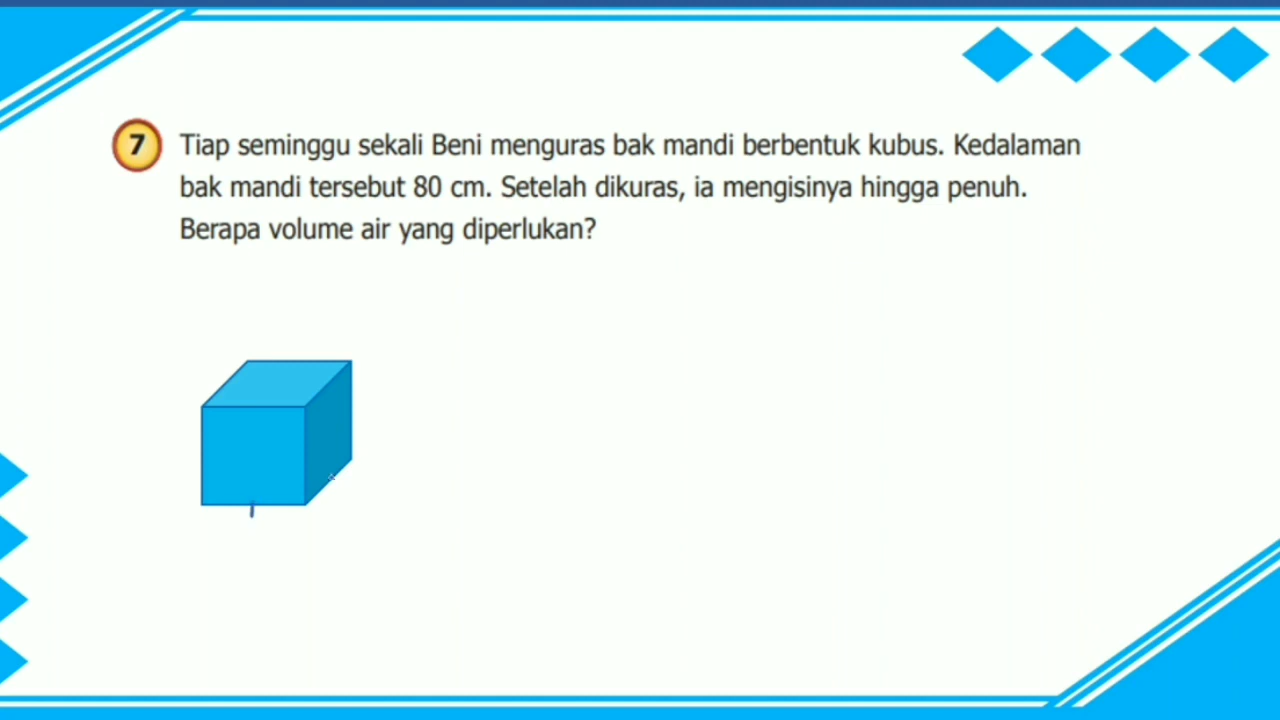 7 Tiap seminggu sekali Beni menguras bak mandi berbentuk kubus. Kedalaman
bak mandi tersebut 80 cm. Setelah dikuras, ia mengisinya hingga penuh.
Berapa volume air yang diperlukan?